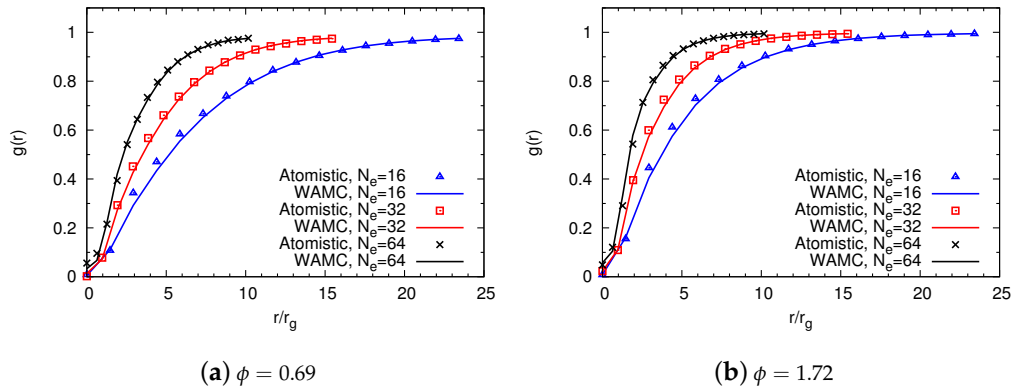 1
0.8
0.6
0.4
0.2
0
g(r)
Atomistic, N_e=16
WAMC, N_e=16
Atomistic, N_e=32
WAMC, N_e=32
Atomistic, N_e=64
WAMC, N_e=64
0 5 10 15 20 25
r/r_g
(a) ϕ = 0.69
1
0.8
0.6
0.4
0.2
0
g(r)
Atomistic, N_e=16
WAMC, N_e=16
Atomistic, N_e=32
WAMC, N_e=32
Atomistic, N_e=64
WAMC, N_e=64
0 5 10 15 20 25
r/r_g
(b) ϕ = 1.72